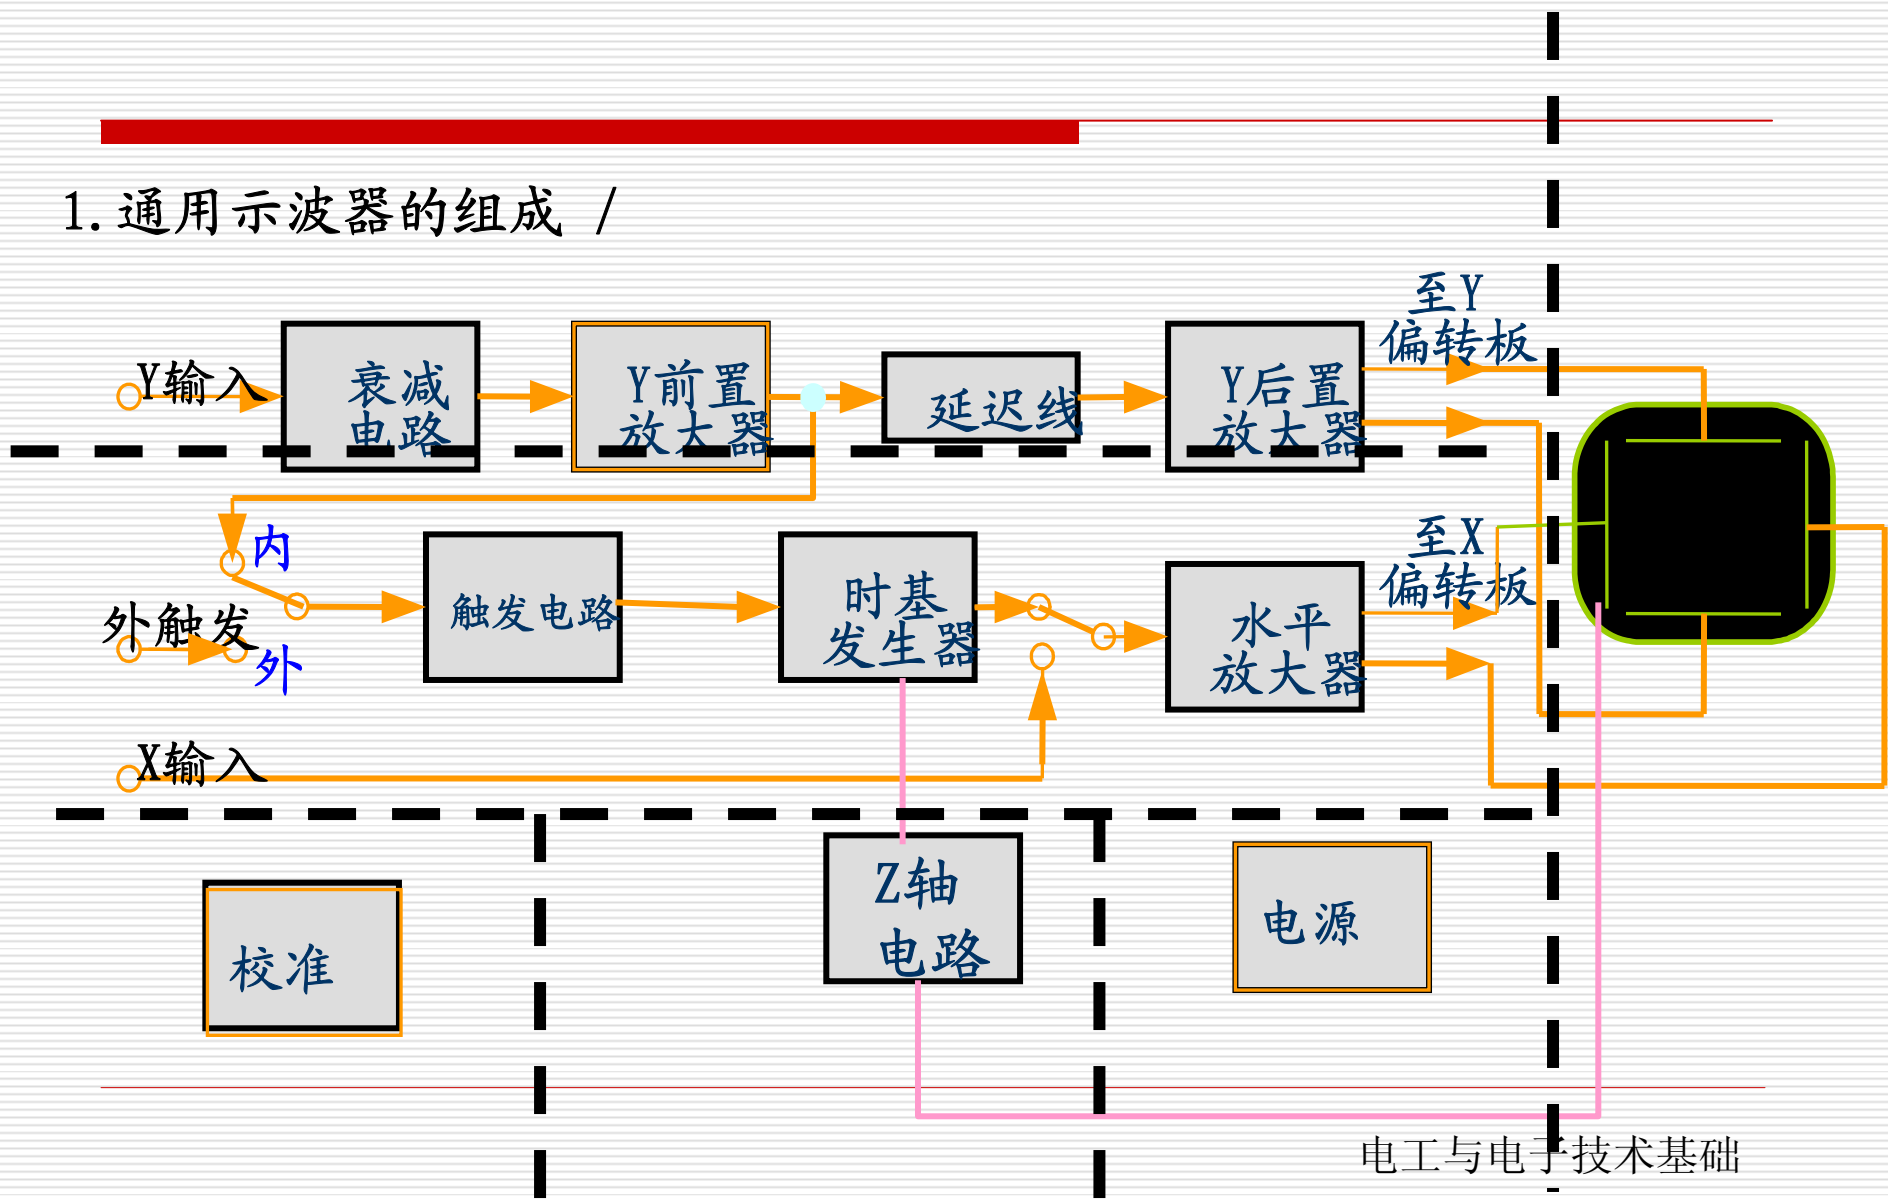 1.通用示波器的组成 /
至Y
偏转板
Y输入
衰减
电路
Y前置
放大器
延迟线
Y后置
放大器
内
外触发
外
触发电路
时基
发生器
至X
偏转板
水平
放大器
X输入
校准
Z轴
电路
电源
电工与电子技术基础